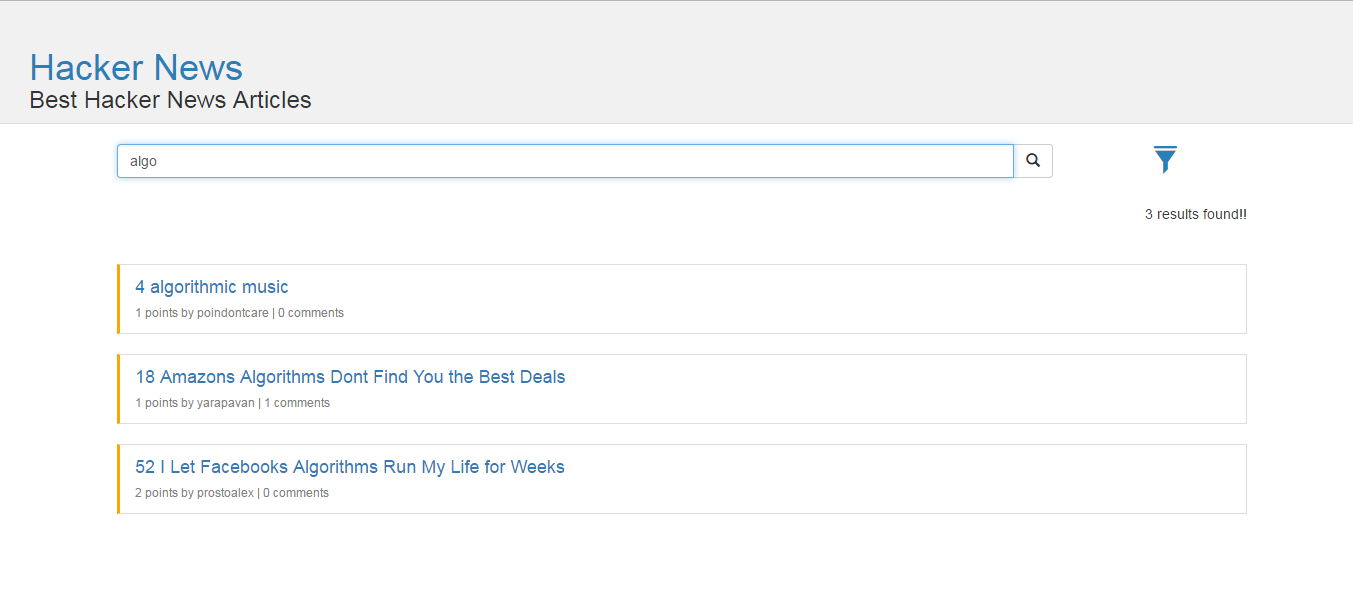 Hacker News
Best Hacker News Articles
algo
3 results found!!
4 algorithmic music
1 points by poindontcare | 0 comments
18 Amazons Algorithms Dont Find You the Best Deals
1 points by yarapavan | 1 comments
52 I Let Facebooks Algorithms Run My Life for Weeks
2 points by prostoalex | 0 comments